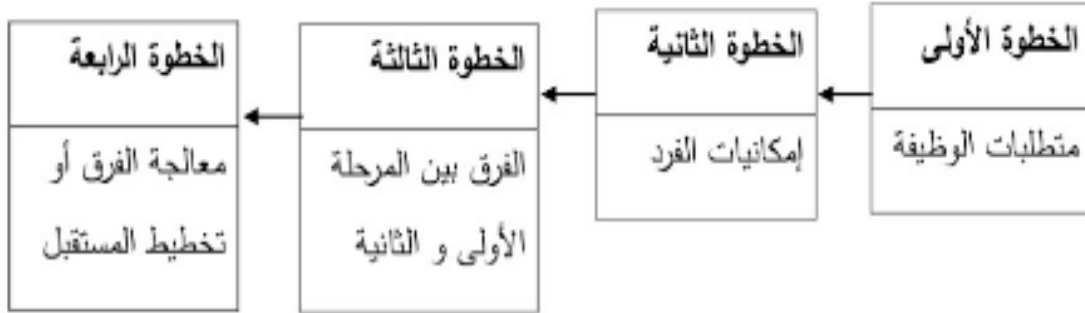 الخطوة الأولى
متطلبات الوظيفة
الخطوة الثانية
إمكانيات الفرد
الخطوة الثالثة
الفرق بين المرحلة
الأولى و الثانية
الخطوة الرابعة
معالجة الفرق أو
تخطيط المستقبل